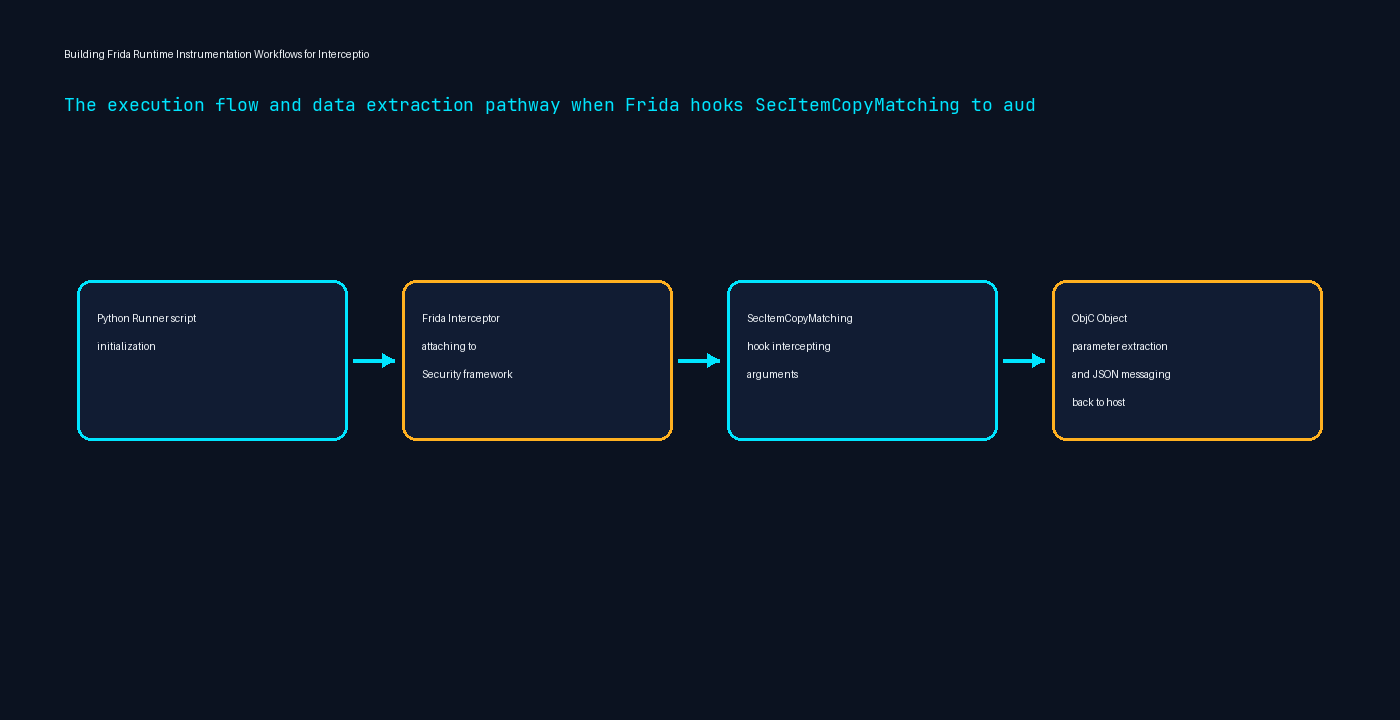 Building Frida Runtime Instrumentation Workflows for Interceptio
The execution flow and data extraction pathway when Frida hooks SecItemCopyMatching to aud
Python Runner script
initialization
Frida Interceptor
attaching to
Security framework
SecItemCopyMatching
hook intercepting
arguments
ObjC Object
parameter extraction
and JSON messaging
back to host